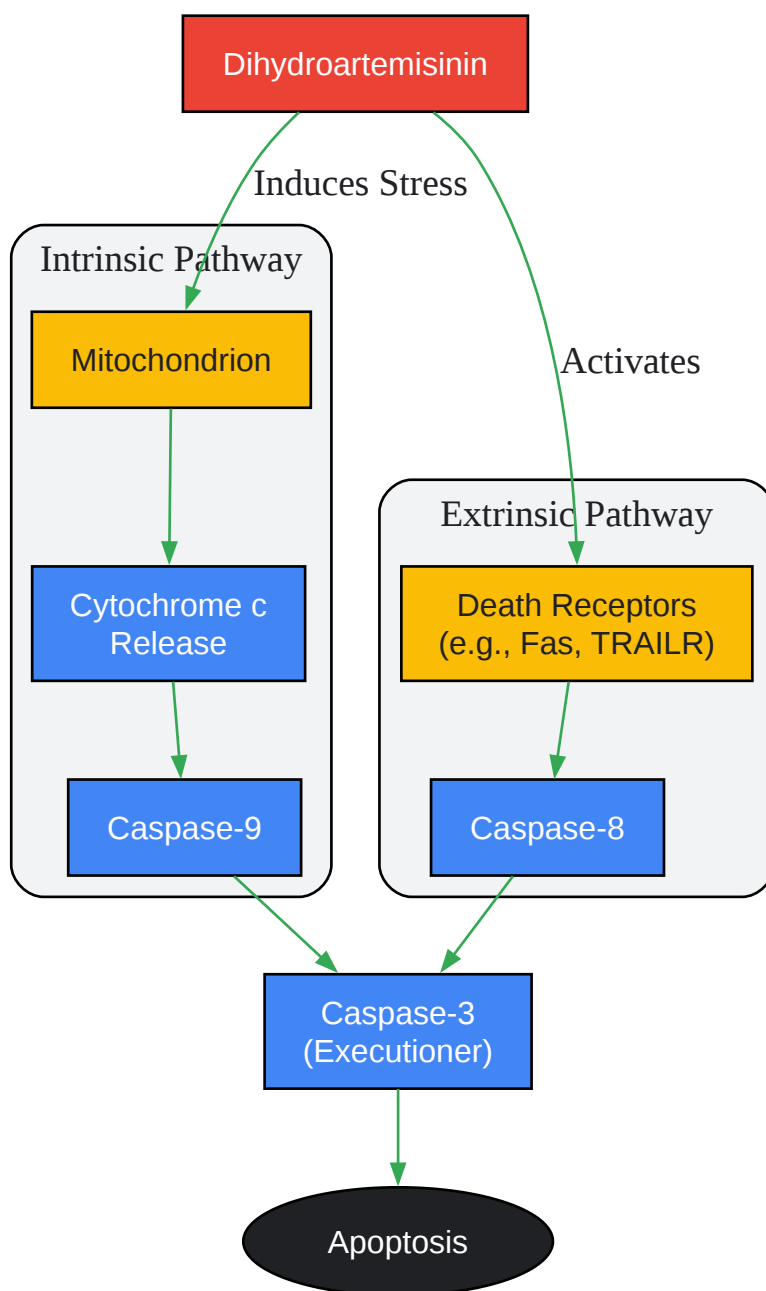 Dihydroartemisinin
Induces Stress
Intrinsic Pathway
Mitochondrion
Activates
Extrinsic Pathway
Cytochrome c
Release
Death Receptors
(e.g., Fas, TRAILR)
Caspase-9
Caspase-8
Caspase-3
(Executioner)
Apoptosis